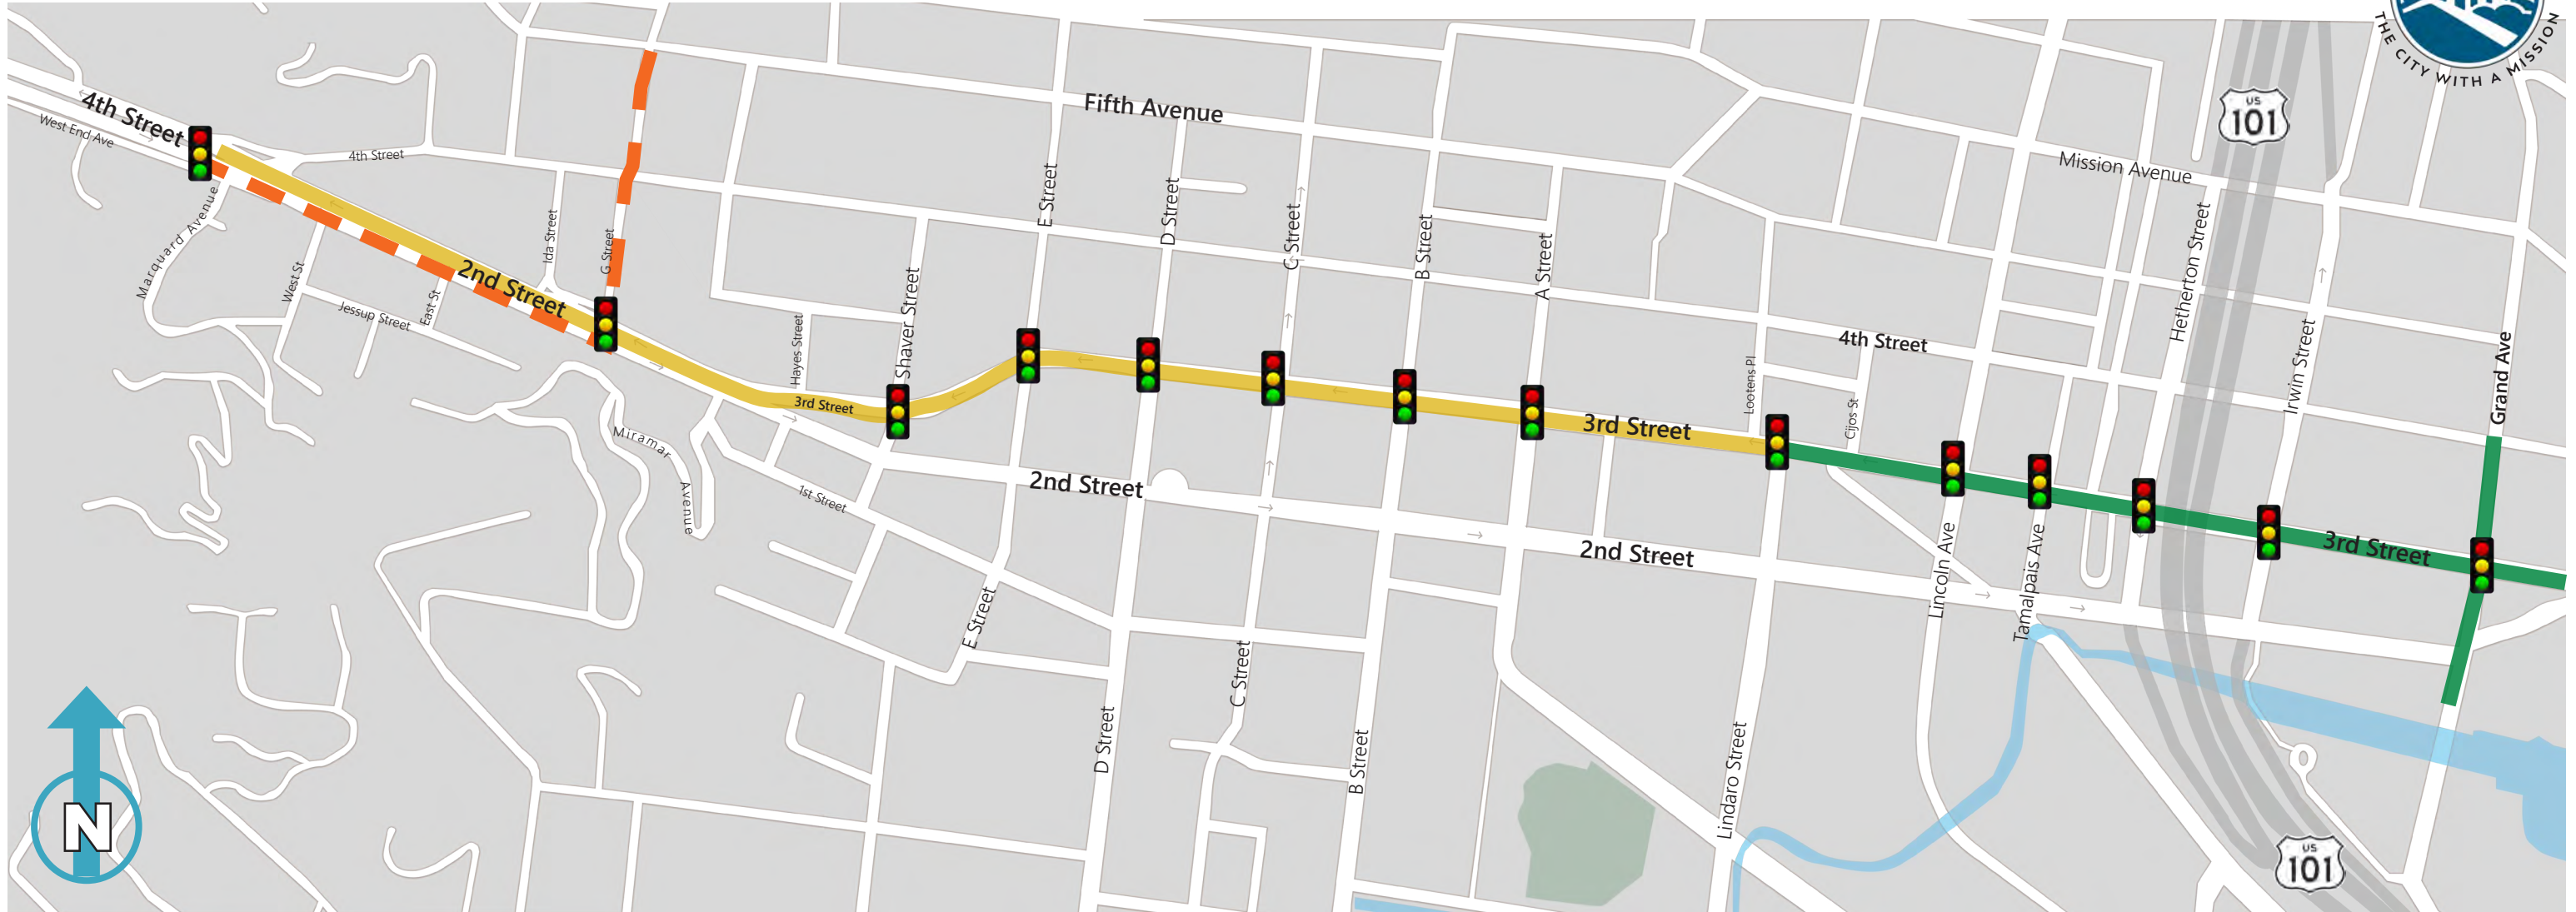 THE CITY WITH A MISSION
4th Street
West End Ave
4th Street
Fifth Avenue
US
101
Mission Avenue
Marquard Avenue
West St
Jessup Street
East St
2nd Street
Ida Street
G Street
E Street
D Street
C Street
B Street
A Street
Hetherton Street
Irwin Street
Grand Ave
Hayes Street
Shaver Street
3rd Street
3rd Street
Lootens Pl
Cijos St
4th Street
Miramar
Avenue
1st Street
2nd Street
2nd Street
3rd Street
Lincoln Ave
Tamalpais Ave
E Street
D Street
C Street
B Street
Lindaro Street
N
US
101